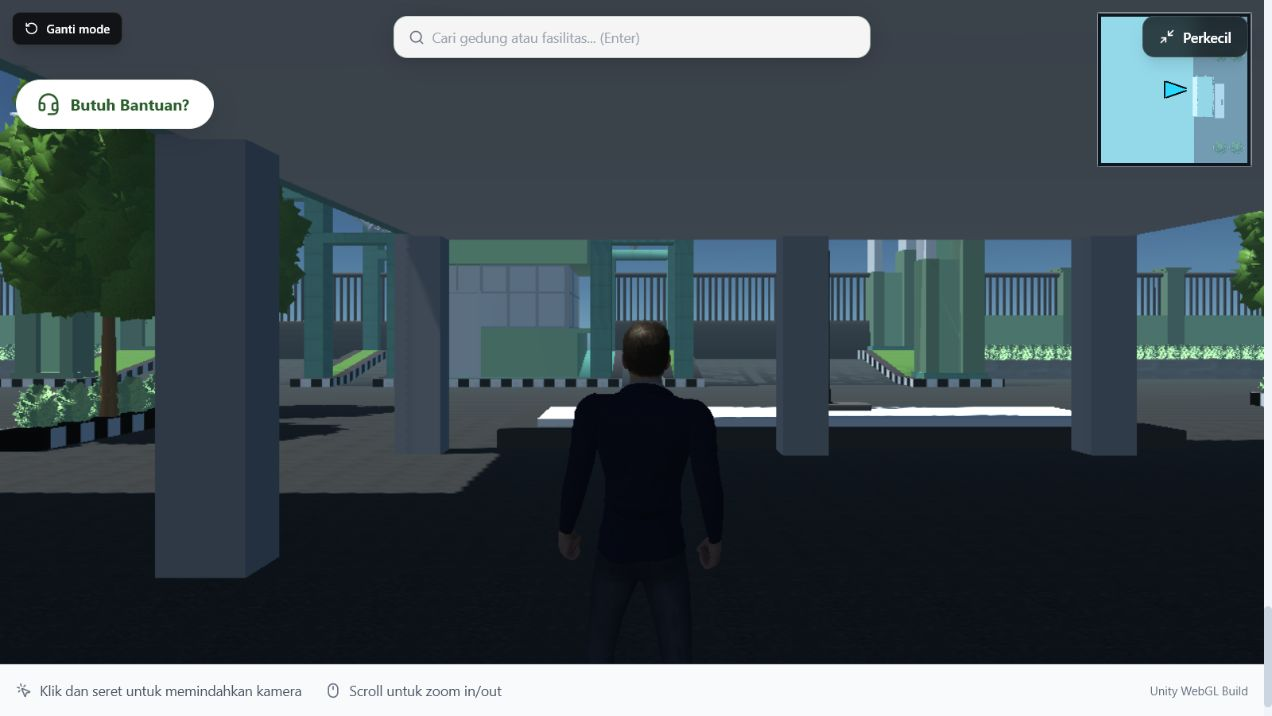 Ganti mode
Cari gedung atau fasilitas... (Enter)
Perkecil
Butuh Bantuan?
Klik dan seret untuk memindahkan kamera
Scroll untuk zoom in/out
Unity WebGL Build